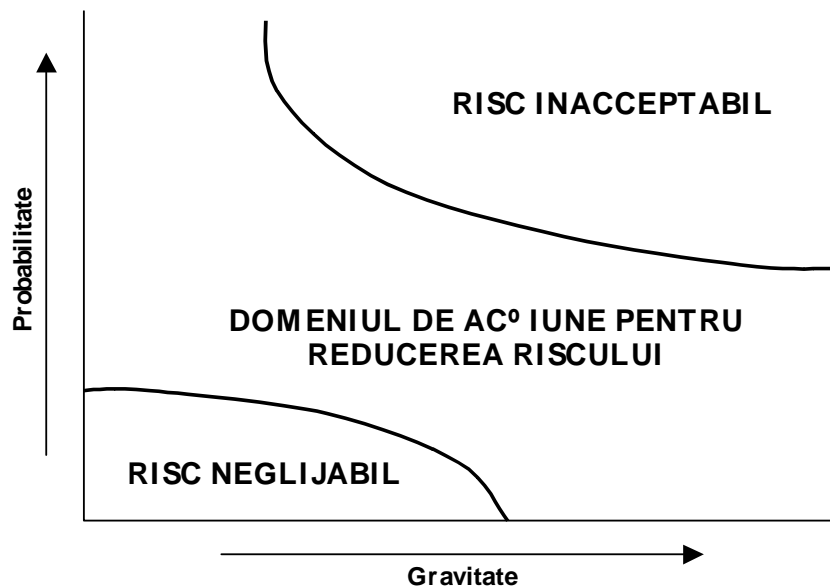 RISC INACCEPTABIL
Probabilitate
DOMENIUL DE ACº IUNE PENTRU
REDUCEREA RISCULUI
RISC NEGLIJABIL
Gravitate